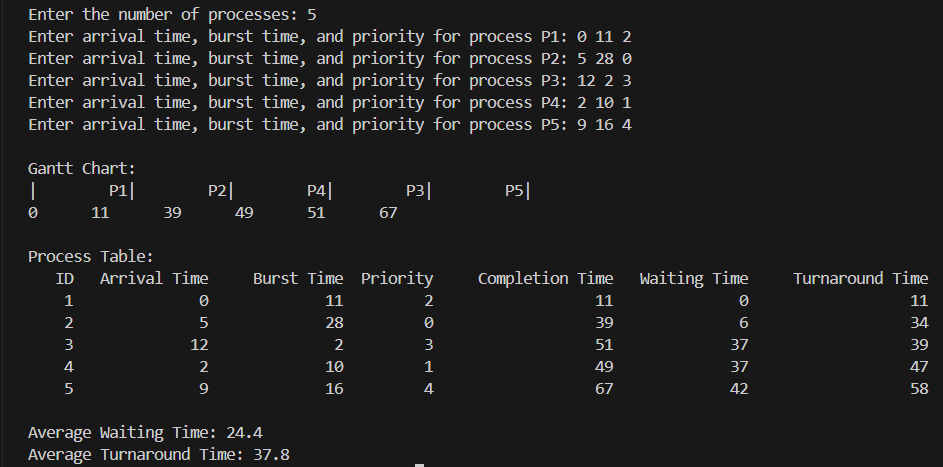 Enter the number of processes: 5
Enter arrival time, burst time, and priority for process P1: 0 11 2
Enter arrival time, burst time, and priority for process P2: 5 28 0
Enter arrival time, burst time, and priority for process P3: 12 2 3
Enter arrival time, burst time, and priority for process P4: 2 10 1
Enter arrival time, burst time, and priority for process P5: 9 16 4
Gantt Chart:
|        P1|        P2|        P4|        P3|        P5|
0      11      39      49      51      67
Process Table:
   ID   Arrival Time     Burst Time  Priority     Completion Time   Waiting Time     Turnaround Time
    1              0             11         2                  11              0                  11
    2              5             28         0                  39              6                  34
    3             12              2         3                  51             37                  39
    4              2             10         1                  49             37                  47
    5              9             16         4                  67             42                  58
Average Waiting Time: 24.4
Average Turnaround Time: 37.8